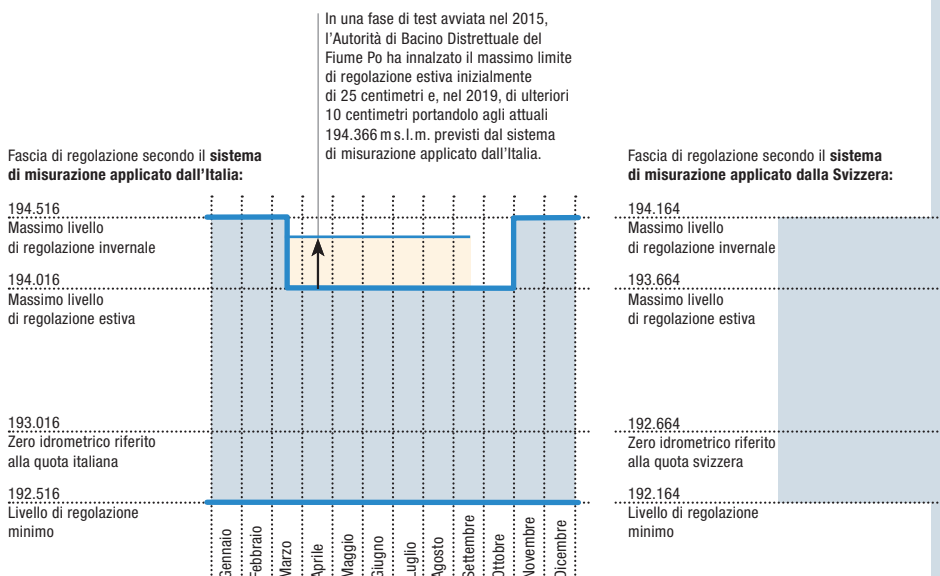 In una fase di test avviata nel 2015,
l'Autorità di Bacino Distrettuale del
Fiume Po ha innalzato il massimo limite
di regolazione estiva inizialmente
di 25 centimetri e, nel 2019, di ulteriori
10 centimetri portandolo agli attuali
194.366 m s.l.m. previsti dal sistema
di misurazione applicato dall'Italia.
Fascia di regolazione secondo il sistema
di misurazione applicato dall'Italia:
194.516
Massimo livello
di regolazione invernale
194.016
Massimo livello
di regolazione estiva
193.016
Zero idrometrico riferito
alla quota italiana
192.516
Livello di regolazione
minimo
Gennaio
Febbraio
Marzo
Aprile
Maggio
Giugno
Luglio
Agosto
Settembre
Ottobre
Novembre
Dicembre
Fascia di regolazione secondo il sistema
di misurazione applicato dalla Svizzera:
194.164
Massimo livello
di regolazione invernale
193.664
Massimo livello
di regolazione estiva
192.664
Zero idrometrico riferito
alla quota svizzera
192.164
Livello di regolazione
minimo